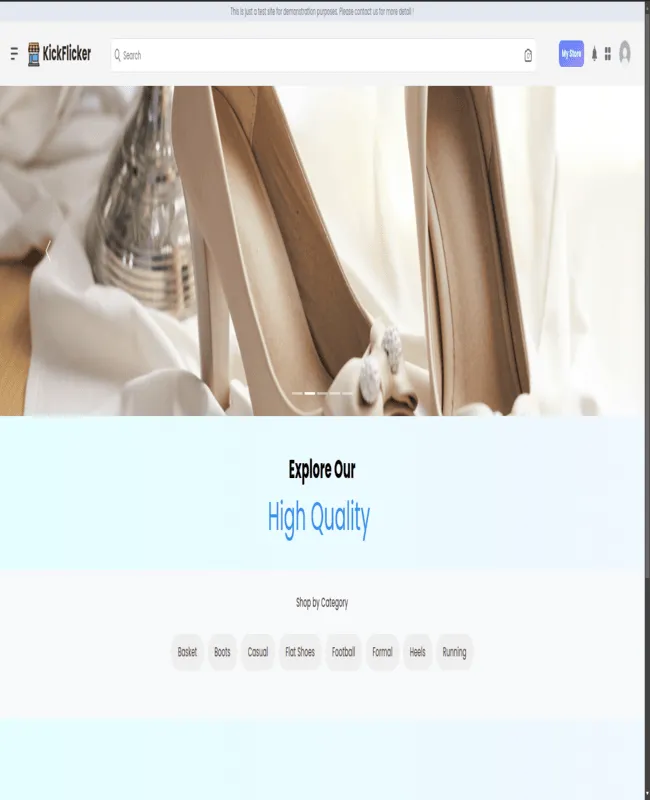 This is just a test site for demonstration purposes. Please contact us for more detail !
KickFlicker
Search
My Store
Explore Our
High Quality
Shop by Category
Basket
Boots
Casual
Flat Shoes
Football
Formal
Heels
Running